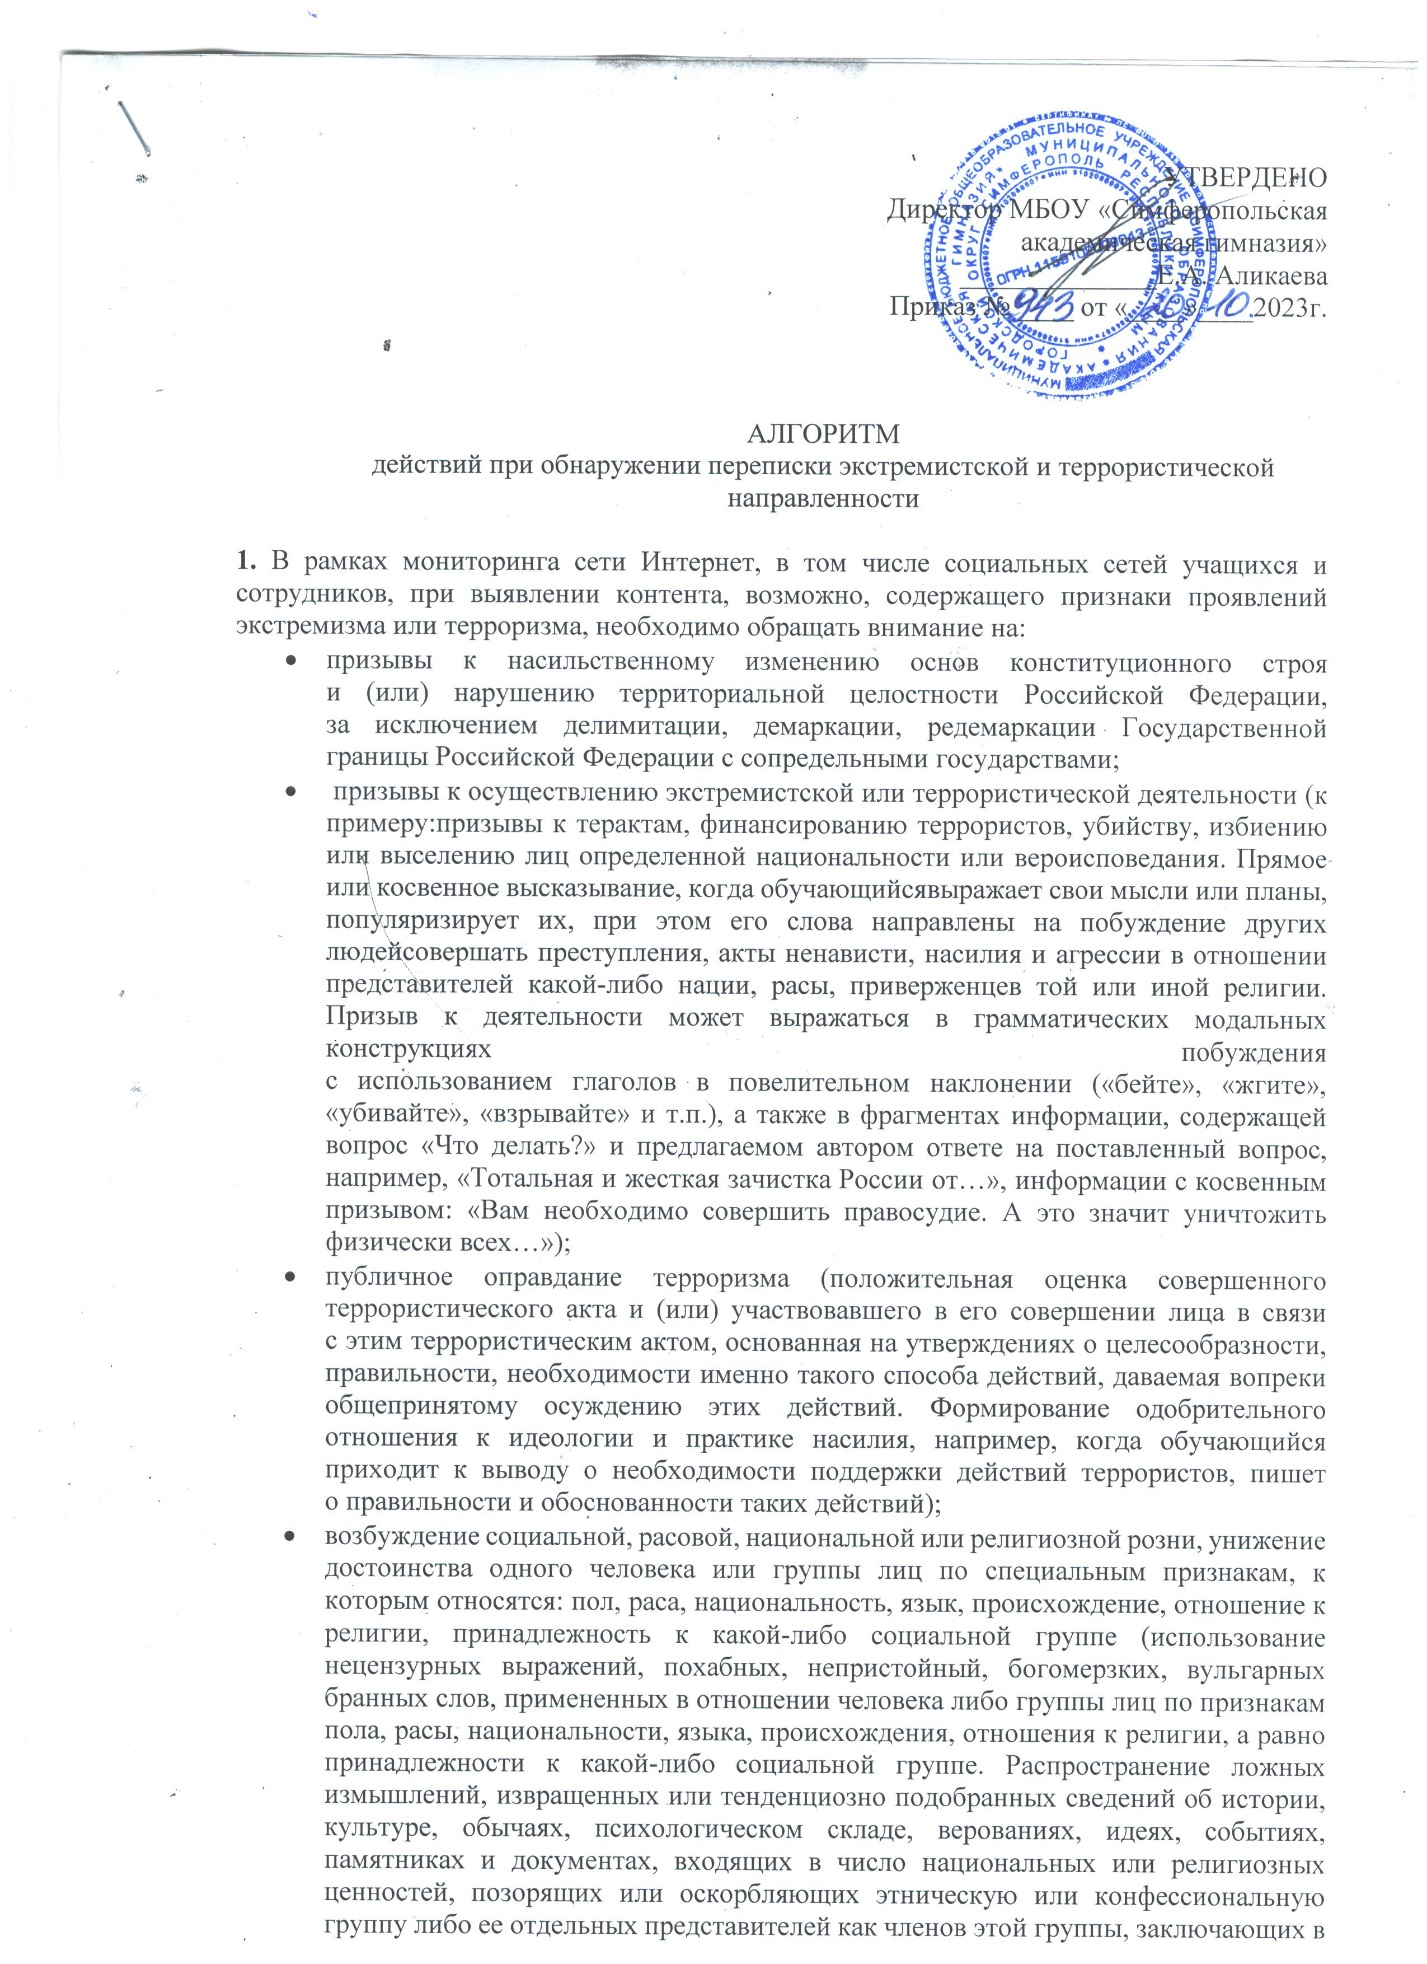 УТВЕРДЕНО
Директор МБОУ «Симферопольская
академическая гимназия»
Е.А. Аликаева
Приказ № 943 от « » 10.2023г.
АЛГОРИТМ
действий при обнаружении переписки экстремистской и террористической
направленности
1. В рамках мониторинга сети Интернет, в том числе социальных сетей учащихся и
сотрудников, при выявлении контента, возможно, содержащего признаки проявлений
экстремизма или терроризма, необходимо обращать внимание на:
• призывы к насильственному изменению основ конституционного строя
и (или) нарушению территориальной целостности Российской Федерации,
за исключением делимитации, демаркации, редемаркации Государственной
границы Российской Федерации с сопредельными государствами;
• призывы к осуществлению экстремистской или террористической деятельности (к
примеру:призывы к терактам, финансированию террористов, убийству, избиению
или выселению лиц определенной национальности или вероисповедания. Прямое
или косвенное высказывание, когда обучающийсявыражает свои мысли или планы,
популяризирует их, при этом его слова направлены на побуждение других
людейсовершать преступления, акты ненависти, насилия и агрессии в отношении
представителей какой-либо нации, расы, приверженцев той или иной религии.
Призыв к деятельности может выражаться в грамматических модальных
конструкциях побуждения
с использованием глаголов в повелительном наклонении («бейте», «жгите»,
«убивайте», «взрывайте» и т.п.), а также в фрагментах информации, содержащей
вопрос «Что делать?» и предлагаемом автором ответе на поставленный вопрос,
например, «Тотальная и жесткая зачистка России от…», информации с косвенным
призывом: «Вам необходимо совершить правосудие. А это значит уничтожить
физически всех…»);
• публичное оправдание терроризма (положительная оценка совершенного
террористического акта и (или) участвовавшего в его совершении лица в связи
с этим террористическим актом, основанная на утверждениях о целесообразности,
правильности, необходимости именно такого способа действий, даваемая вопреки
общепринятому осуждению этих действий. Формирование одобрительного
отношения к идеологии и практике насилия, например, когда обучающийся
приходит к выводу о необходимости поддержки действий террористов, пишет
о правильности и обоснованности таких действий);
• возбуждение социальной, расовой, национальной или религиозной розни, унижение
достоинства одного человека или группы лиц по специальным признакам, к
которым относятся: пол, раса, национальность, язык, происхождение, отношение к
религии, принадлежность к какой-либо социальной группе (использование
нецензурных выражений, похабных, непристойный, богомерзких, вульгарных
бранных слов, примененных в отношении человека либо группы лиц по признакам
пола, расы, национальности, языка, происхождения, отношения к религии, а равно
принадлежности к какой-либо социальной группе. Распространение ложных
измышлений, извращенных или тенденциозно подобранных сведений об истории,
культуре, обычаях, психологическом складе, верованиях, идеях, событиях,
памятниках и документах, входящих в число национальных или религиозных
ценностей, позорящих или оскорбляющих этническую или конфессиональную
группу либо ее отдельных представителей как членов этой группы, заключающих в